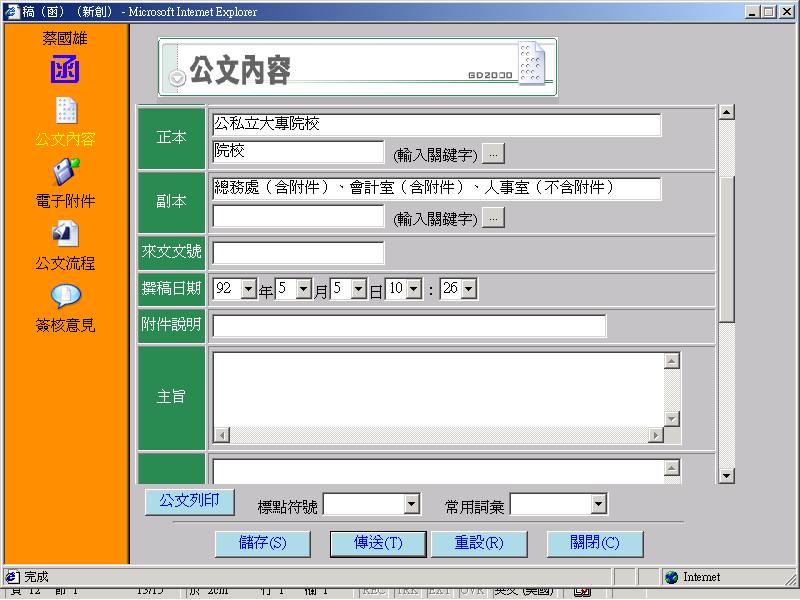 稿（函）（新創） - Microsoft Internet Explorer
蔡國雄
函
公文內容
電子附件
公文流程
簽核意見
公文內容
GD2000
正本
公私立大專院校
院校
(輸入關鍵字)
...
副本
總務處（含附件）、會計室（含附件）、人事室（不含附件）
(輸入關鍵字)
...
來文文號
撰稿日期
92 年 5 月 5 日 10 : 26
附件說明
主旨
公文列印
標點符號
常用詞彙
儲存(S)
傳送(T)
重設(R)
關閉(C)
完成
Internet
頁 12 節 1 13/15 於 2cm 行 1 欄 1 REC TRK EXT OVR 英文 (美國)